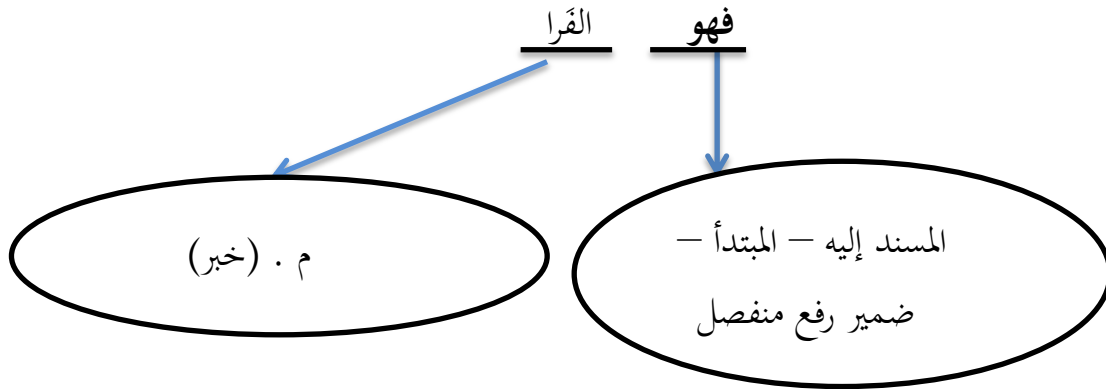 فهو الفَرا
المسند إليه – المبتدأ –
ضمير رفع منفصل
م . (خبر)